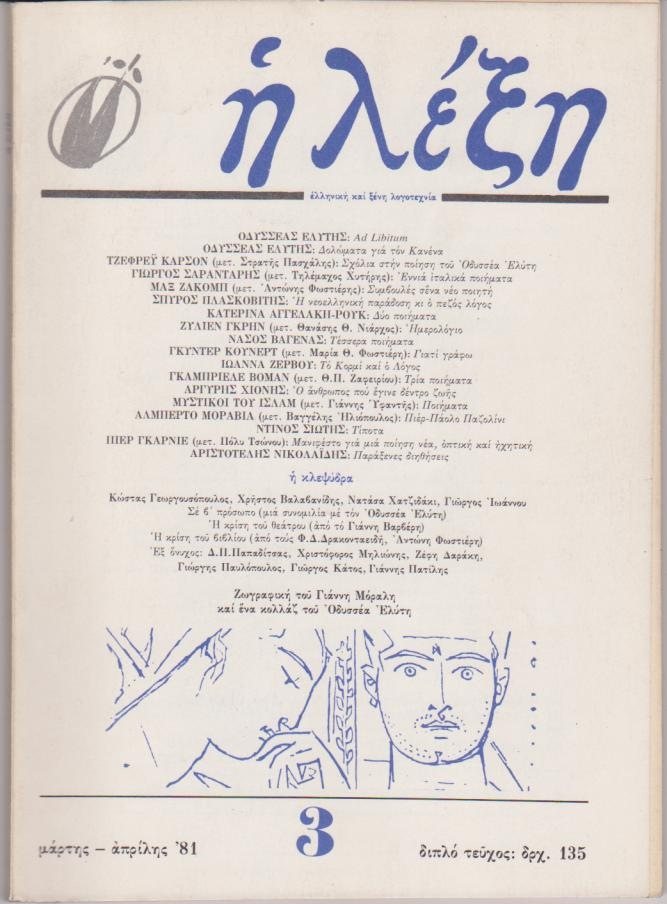 ἡ λέξη
ἑλληνική καί ξένη λογοτεχνία
ΟΔΥΣΣΕΑΣ ΕΛΥΤΗΣ: Ad Libitum
ΟΔΥΣΣΕΑΣ ΕΛΥΤΗΣ: Δολώματα γιά τόν Κανένα
ΤΖΕΦΡΕΫ ΚΑΡΣΟΝ (μετ. Στρατής Πασχάλης): Σχόλια στήν ποίηση τοῦ Ὀδυσσέα Ἐλύτη
ΓΙΩΡΓΟΣ ΣΑΡΑΝΤΑΡΗΣ (μετ. Τηλέμαχος Χυτήρης): Ἐννιά ἰταλικά ποιήματα
ΜΑΞ ΖΑΚΟΜΠ (μετ. Ἀντώνης Φωστιέρης): Συμβουλές σ᾽ἕνα νέο ποιητή
ΣΠΥΡΟΣ ΠΛΑΣΚΟΒΙΤΗΣ: Ἡ νεοελληνική παράδοση κι ὁ πεζός λόγος
ΚΑΤΕΡΙΝΑ ΑΓΓΕΛΑΚΗ-ΡΟΥΚ: Δύο ποιήματα
ΖΥΛΙΕΝ ΓΚΡΗΝ (μετ. Θανάσης Θ. Νιάρχος): Ἡμερολόγιο
ΝΑΣΟΣ ΒΑΓΕΝΑΣ: Τέσσερα ποιήματα
ΓΚΥΝΤΕΡ ΚΟΥΝΕΡΤ (μετ. Μαρία Θ. Φωστιέρη): Γιατί γράφω
ΙΩΑΝΝΑ ΖΕΡΒΟΥ: Τό Κορμί καί ὁ Λόγος
ΓΚΑΜΠΡΙΕΛΕ ΒΟΜΑΝ (μετ. Θ.Π. Ζαφειρίου): Τρία ποιήματα
ΑΡΓΥΡΗΣ ΧΙΟΝΗΣ: Ὁ ἄνθρωπος πού ἔγινε δέντρο ζωῆς
ΜΥΣΤΙΚΟΙ ΤΟΥ ΙΣΛΑΜ (μετ. Γιάννης Ὑφαντής): Ποιήματα
ΑΛΜΠΕΡΤΟ ΜΟΡΑΒΙΑ (μετ. Βαγγέλης Ἡλιόπουλος): Πιέρ-Πάολο Παζολίνι
ΝΤΙΝΟΣ ΣΙΩΤΗΣ: Τίποτα
ΠΙΕΡ ΓΚΑΡΝΙΕ (μετ. Πόλυ Τσώνου): Μανιφέστο γιά μιά ποίηση νέα, ὀπτική καί ἠχητική
ΑΡΙΣΤΟΤΕΛΗΣ ΝΙΚΟΛΑΪΔΗΣ: Παράξενες διηθήσεις
ἡ κλεψύδρα
Κώστας Γεωργουσόπουλος, Χρῆστος Βαλαβανίδης, Νατάσα Χατζιδάκι, Γιῶργος Ἰωάννου
Σέ β´ πρόσωπο (μιά συνομιλία μέ τόν Ὀδυσσέα Ἐλύτη)
Ἡ κρίση τοῦ θεάτρου (ἀπό τό Γιάννη Βαρβέρη)
Ἡ κρίση τοῦ βιβλίου (ἀπό τούς Φ.Δ.Δρακονταειδῆ, Ἀντώνη Φωστιέρη)
Ἐξ ὄνυχος: Δ.Π.Παπαδίτσας, Χριστόφορος Μηλιώνης, Ζέφη Δαράκη,
Γιώργης Παυλόπουλος, Γιῶργος Κάτος, Γιάννης Πατίλης
Ζωγραφική τοῦ Γιάννη Μόραλη
καί ἕνα κολλάζ τοῦ Ὀδυσσέα Ἐλύτη
3
μάρτης – ἀπρίλης '81
διπλό τεῦχος: δρχ. 135